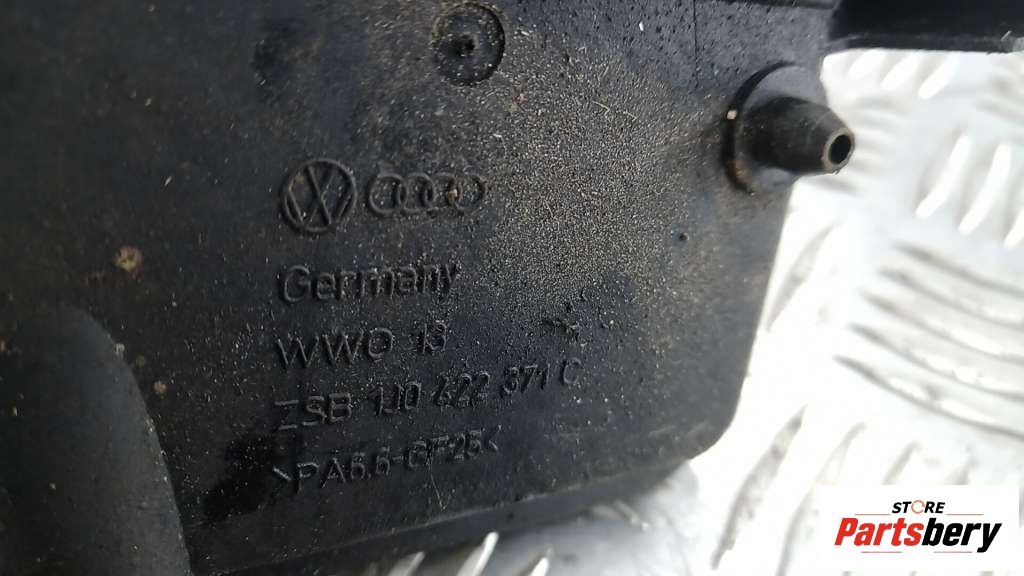 Germany
WWO 13
ZSB 1J0 422 371 C
>PA6.6-GF25<
STORE
Partsbery